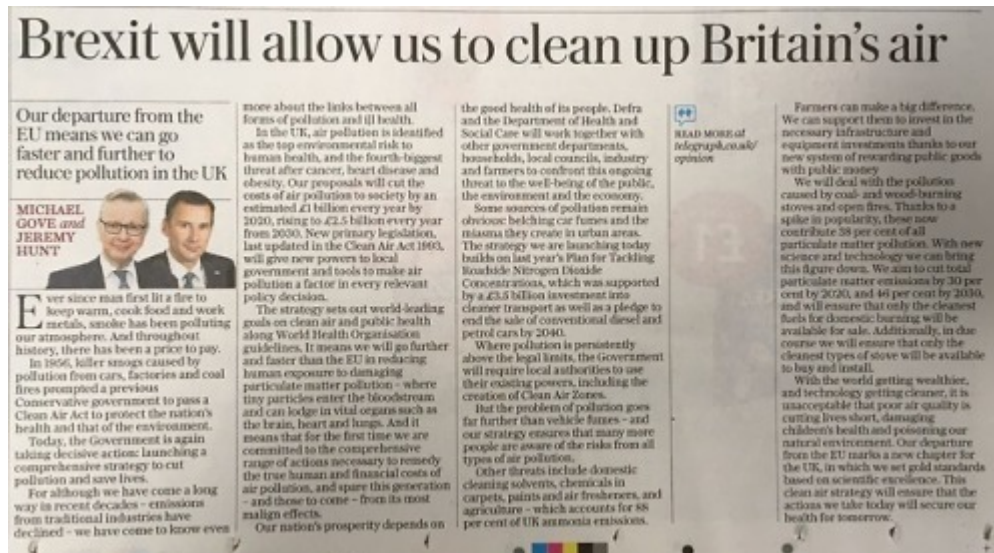 Brexit will allow us to clean up Britain's air
Our departure from the
EU means we can go
faster and further to
reduce pollution in the UK
MICHAEL
GOVE and
JEREMY
HUNT
Ever since man first lit a fire to
keep warm, cook food and work
metals, smoke has been polluting
our atmosphere. And throughout
history, there has been a price to pay.
In 1956, killer smogs caused by
pollution from cars, factories and coal
fires prompted a previous
Conservative government to pass a
Clean Air Act to protect the nation's
health and that of the environment.
Today, the Government is again
taking decisive action: launching a
comprehensive strategy to cut
pollution and save lives.
For although we have come a long
way in recent decades – emissions
from traditional industries have
declined – we have come to know even
more about the links between all
forms of pollution and ill health.
In the UK, air pollution is identified
as the top environmental risk to
human health, and the fourth-biggest
threat after cancer, heart disease and
obesity. Our proposals will cut the
costs of air pollution to society by an
estimated £1 billion every year by
2020, rising to £2.5 billion every year
from 2030. New primary legislation,
last updated in the Clean Air Act 1993,
will give new powers to local
government and tools to make air
pollution a factor in every relevant
policy decision.
The strategy sets out world-leading
goals on clean air and public health
along World Health Organisation
guidelines. It means we will go further
and faster than the EU in reducing
human exposure to damaging
particulate matter pollution – where
tiny particles enter the bloodstream
and can lodge in vital organs such as
the brain, heart and lungs. And it
means that for the first time we are
committed to the comprehensive
range of actions necessary to remedy
the true human and financial costs of
air pollution, and spare this generation
– and those to come – from its most
malign effects.
Our nation's prosperity depends on
the good health of its people. Defra
and the Department of Health and
Social Care will work together with
other government departments,
households, local councils, industry
and farmers to confront this ongoing
threat to the well-being of the public,
the environment and the economy.
Some sources of pollution remain
obvious: belching car fumes and the
miasma they create in urban areas.
The strategy we are launching today
builds on last year's Plan for Tackling
Roadside Nitrogen Dioxide
Concentrations, which was supported
by a £3.5 billion investment into
cleaner transport as well as a pledge to
end the sale of conventional diesel and
petrol cars by 2040.
Where pollution is persistently
above the legal limits, the Government
will require local authorities to use
their existing powers, including the
creation of Clean Air Zones.
But the problem of pollution goes
far further than vehicle fumes – and
our strategy ensures that many more
people are aware of the risks from all
types of air pollution.
Other threats include domestic
cleaning solvents, chemicals in
carpets, paints and air fresheners, and
agriculture – which accounts for 88
per cent of UK ammonia emissions.
READ MORE at
telegraph.co.uk/
opinion
Farmers can make a big difference.
We can support them to invest in the
necessary infrastructure and
equipment investments thanks to our
new system of rewarding public goods
with public money
We will deal with the pollution
caused by coal- and wood-burning
stoves and open fires. Thanks to a
spike in popularity, these now
contribute 38 per cent of all
particulate matter pollution. With new
science and technology we can bring
this figure down. We aim to cut total
particulate matter emissions by 30 per
cent by 2020, and 46 per cent by 2030,
and will ensure that only the cleanest
fuels for domestic burning will be
available for sale. Additionally, in due
course we will ensure that only the
cleanest types of stove will be available
to buy and install.
With the world getting wealthier,
and technology getting cleaner, it is
unacceptable that poor air quality is
cutting lives short, damaging
children's health and poisoning our
natural environment. Our departure
from the EU marks a new chapter for
the UK, in which we set gold standards
based on scientific excellence. This
clean air strategy will ensure that the
actions we take today will secure our
health for tomorrow.